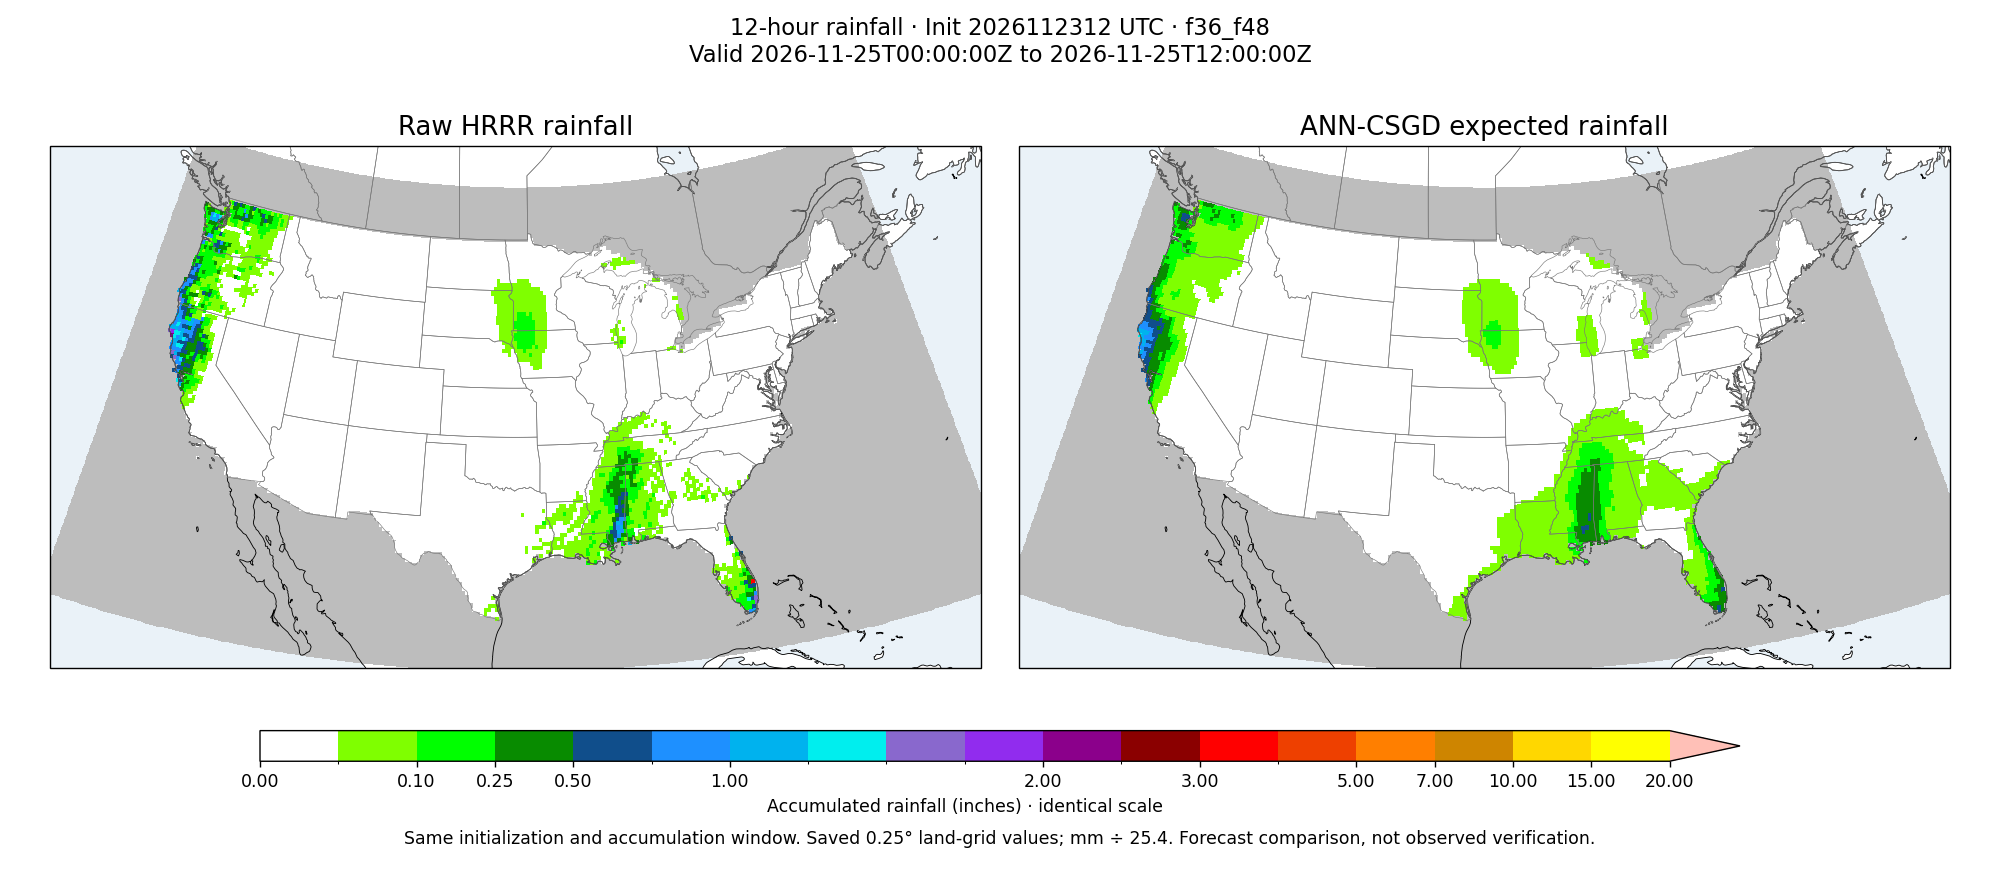 12-hour rainfall · Init 2026112312 UTC · f36_f48
Valid 2026-11-25T00:00:00Z to 2026-11-25T12:00:00Z
Raw HRRR rainfall
ANN-CSGD expected rainfall
0.00 0.10 0.25 0.50 1.00 2.00 3.00 5.00 7.00 10.00 15.00 20.00
Accumulated rainfall (inches) · identical scale
Same initialization and accumulation window. Saved 0.25° land-grid values; mm ÷ 25.4. Forecast comparison, not observed verification.